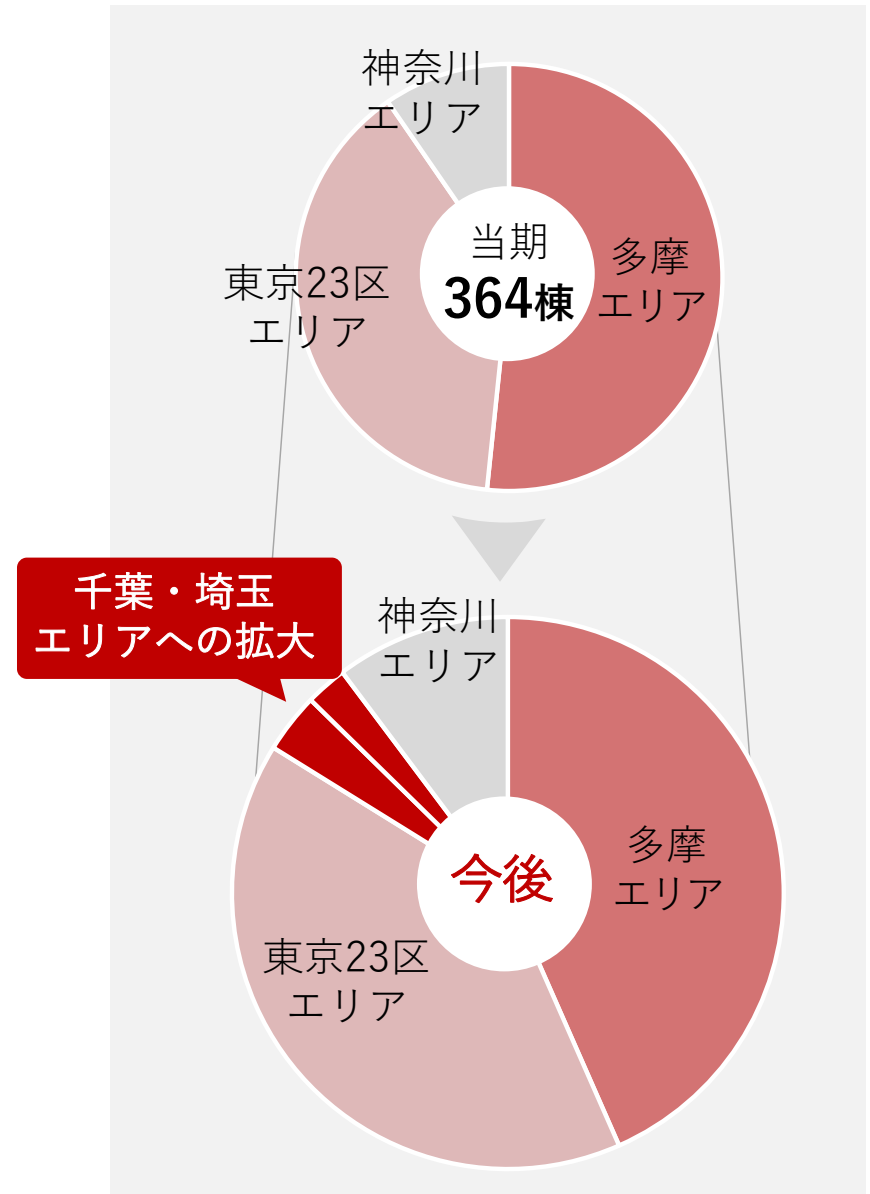 神奈川
エリア
当期
364棟
多摩
エリア
東京23区
エリア
千葉・埼玉
エリアへの拡大
神奈川
エリア
多摩
エリア
今後
東京23区
エリア